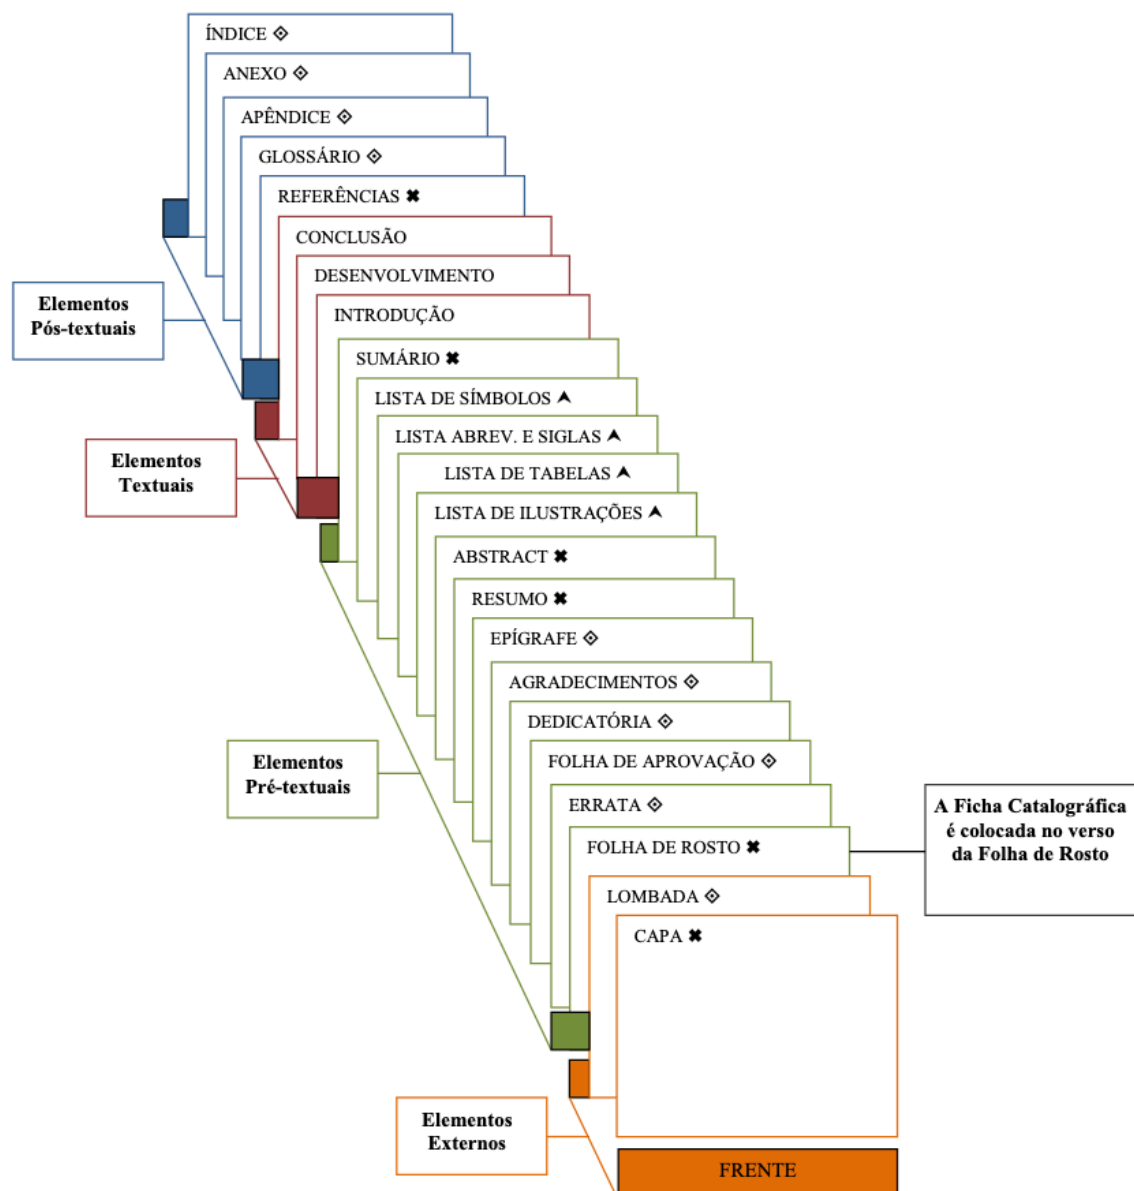 ÍNDICE
ANEXO
APÊNDICE
GLOSSÁRIO
REFERÊNCIAS ✖
CONCLUSÃO
DESENVOLVIMENTO
Elementos
Pós-textuais
INTRODUÇÃO
SUMÁRIO ✖
LISTA DE SÍMBOLOS
LISTA ABREV. E SIGLAS
Elementos
Textuais
LISTA DE TABELAS
LISTA DE ILUSTRAÇÕES
ABSTRACT ✖
RESUMO ✖
EPÍGRAFE
AGRADECIMENTOS
DEDICATÓRIA
Elementos
Pré-textuais
FOLHA DE APROVAÇÃO
ERRATA
A Ficha Catalográfica
é colocada no verso
da Folha de Rosto
FOLHA DE ROSTO ✖
LOMBADA
CAPA ✖
Elementos
Externos
FRENTE